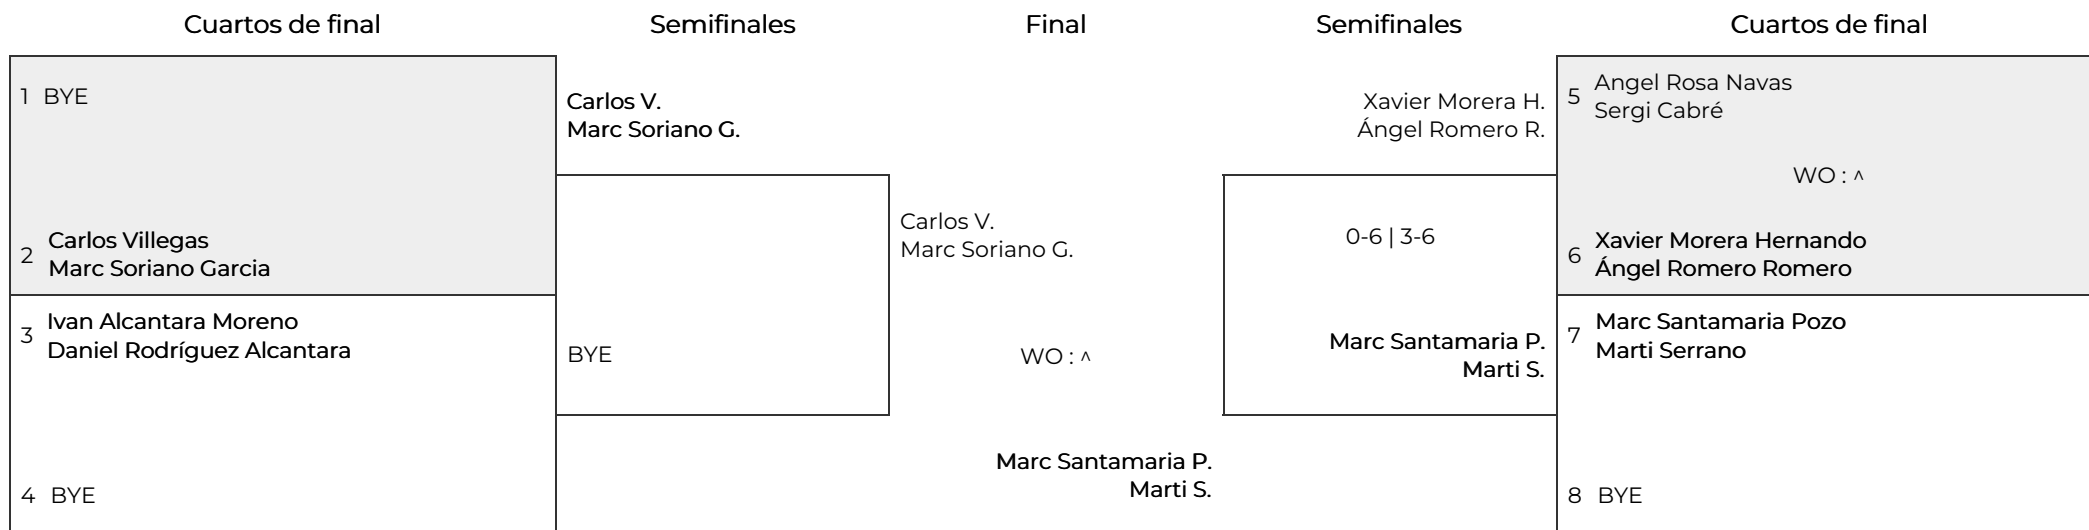 Cuartos de final
Semifinales
Final
Semifinales
Cuartos de final
1 BYE
2 Carlos Villegas
Marc Soriano Garcia
3 Ivan Alcantara Moreno
Daniel Rodríguez Alcantara
4 BYE
Carlos V.
Marc Soriano G.
BYE
Carlos V.
Marc Soriano G.
WO : ^
Marc Santamaria P.
Marti S.
Xavier Morera H.
Ángel Romero R.
0-6 | 3-6
Marc Santamaria P.
Marti S.
5 Angel Rosa Navas
Sergi Cabré
WO : ^
6 Xavier Morera Hernando
Ángel Romero Romero
7 Marc Santamaria Pozo
Marti Serrano
8 BYE